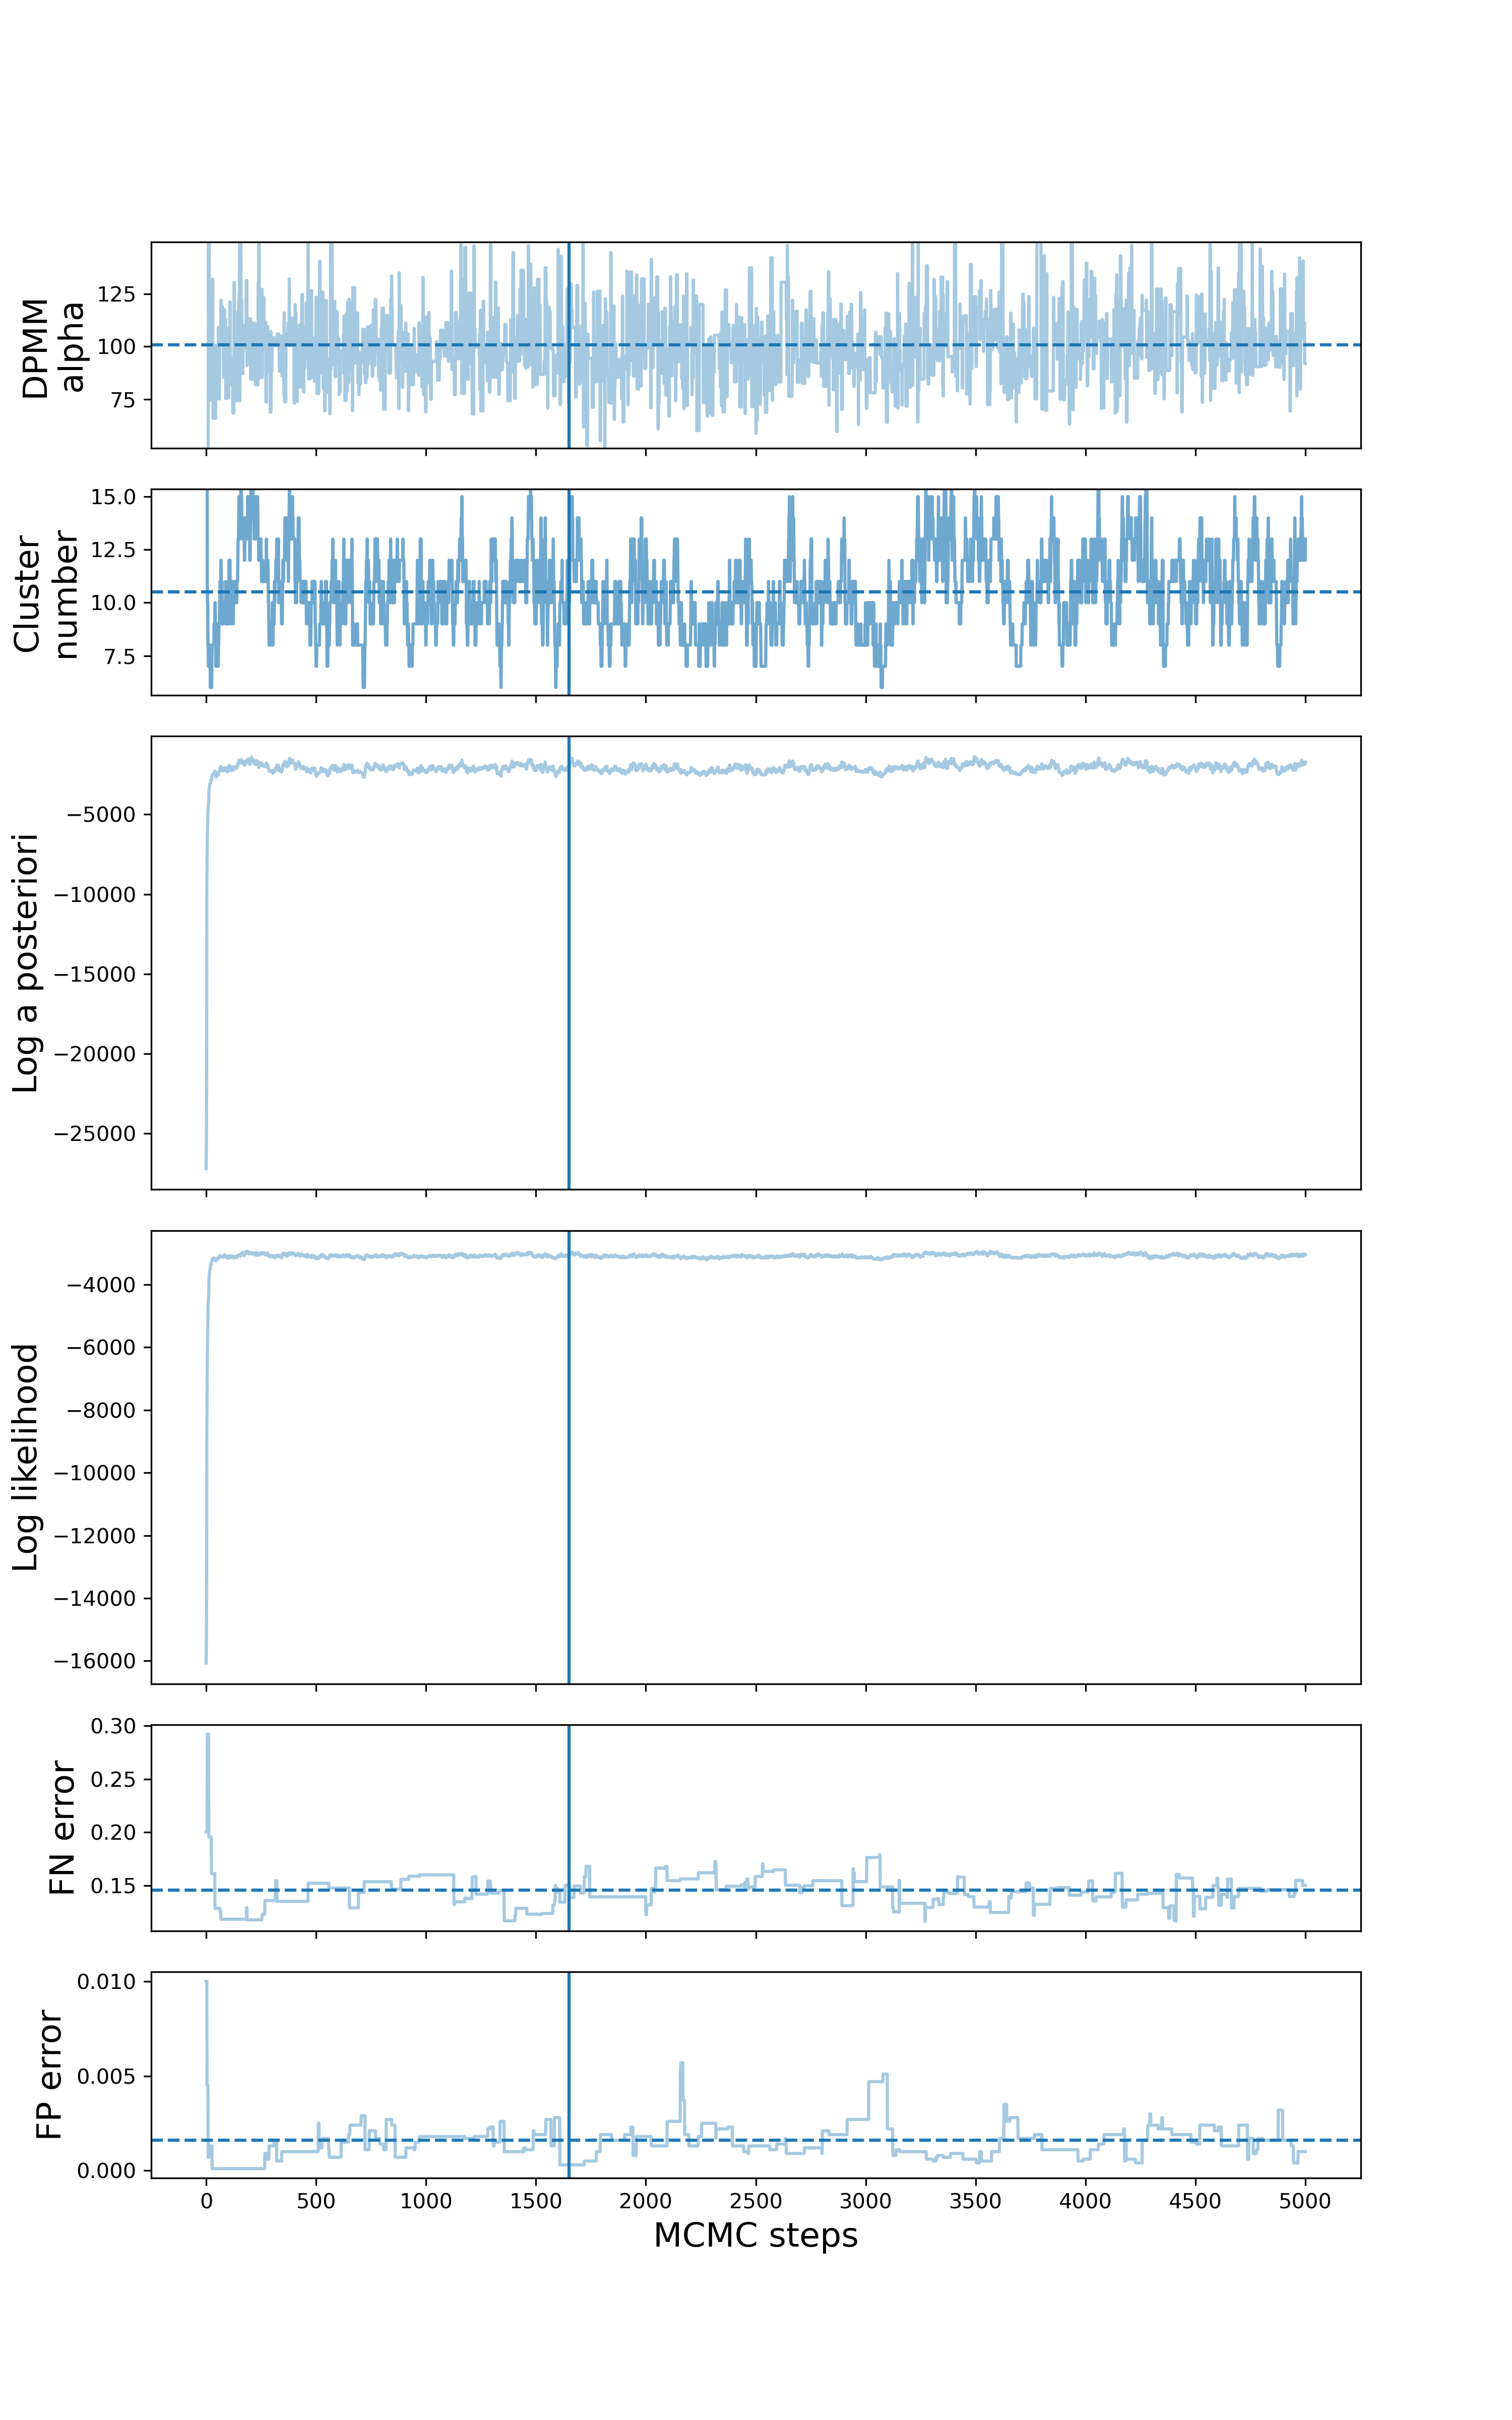 DPMM
alpha
125
100
75
Cluster
number
15.0
12.5
10.0
7.5
Log a posteriori
−5000
−10000
−15000
−20000
−25000
Log likelihood
−4000
−6000
−8000
−10000
−12000
−14000
−16000
FN error
0.30
0.25
0.20
0.15
FP error
0.010
0.005
0.000
0 500 1000 1500 2000 2500 3000 3500 4000 4500 5000
MCMC steps